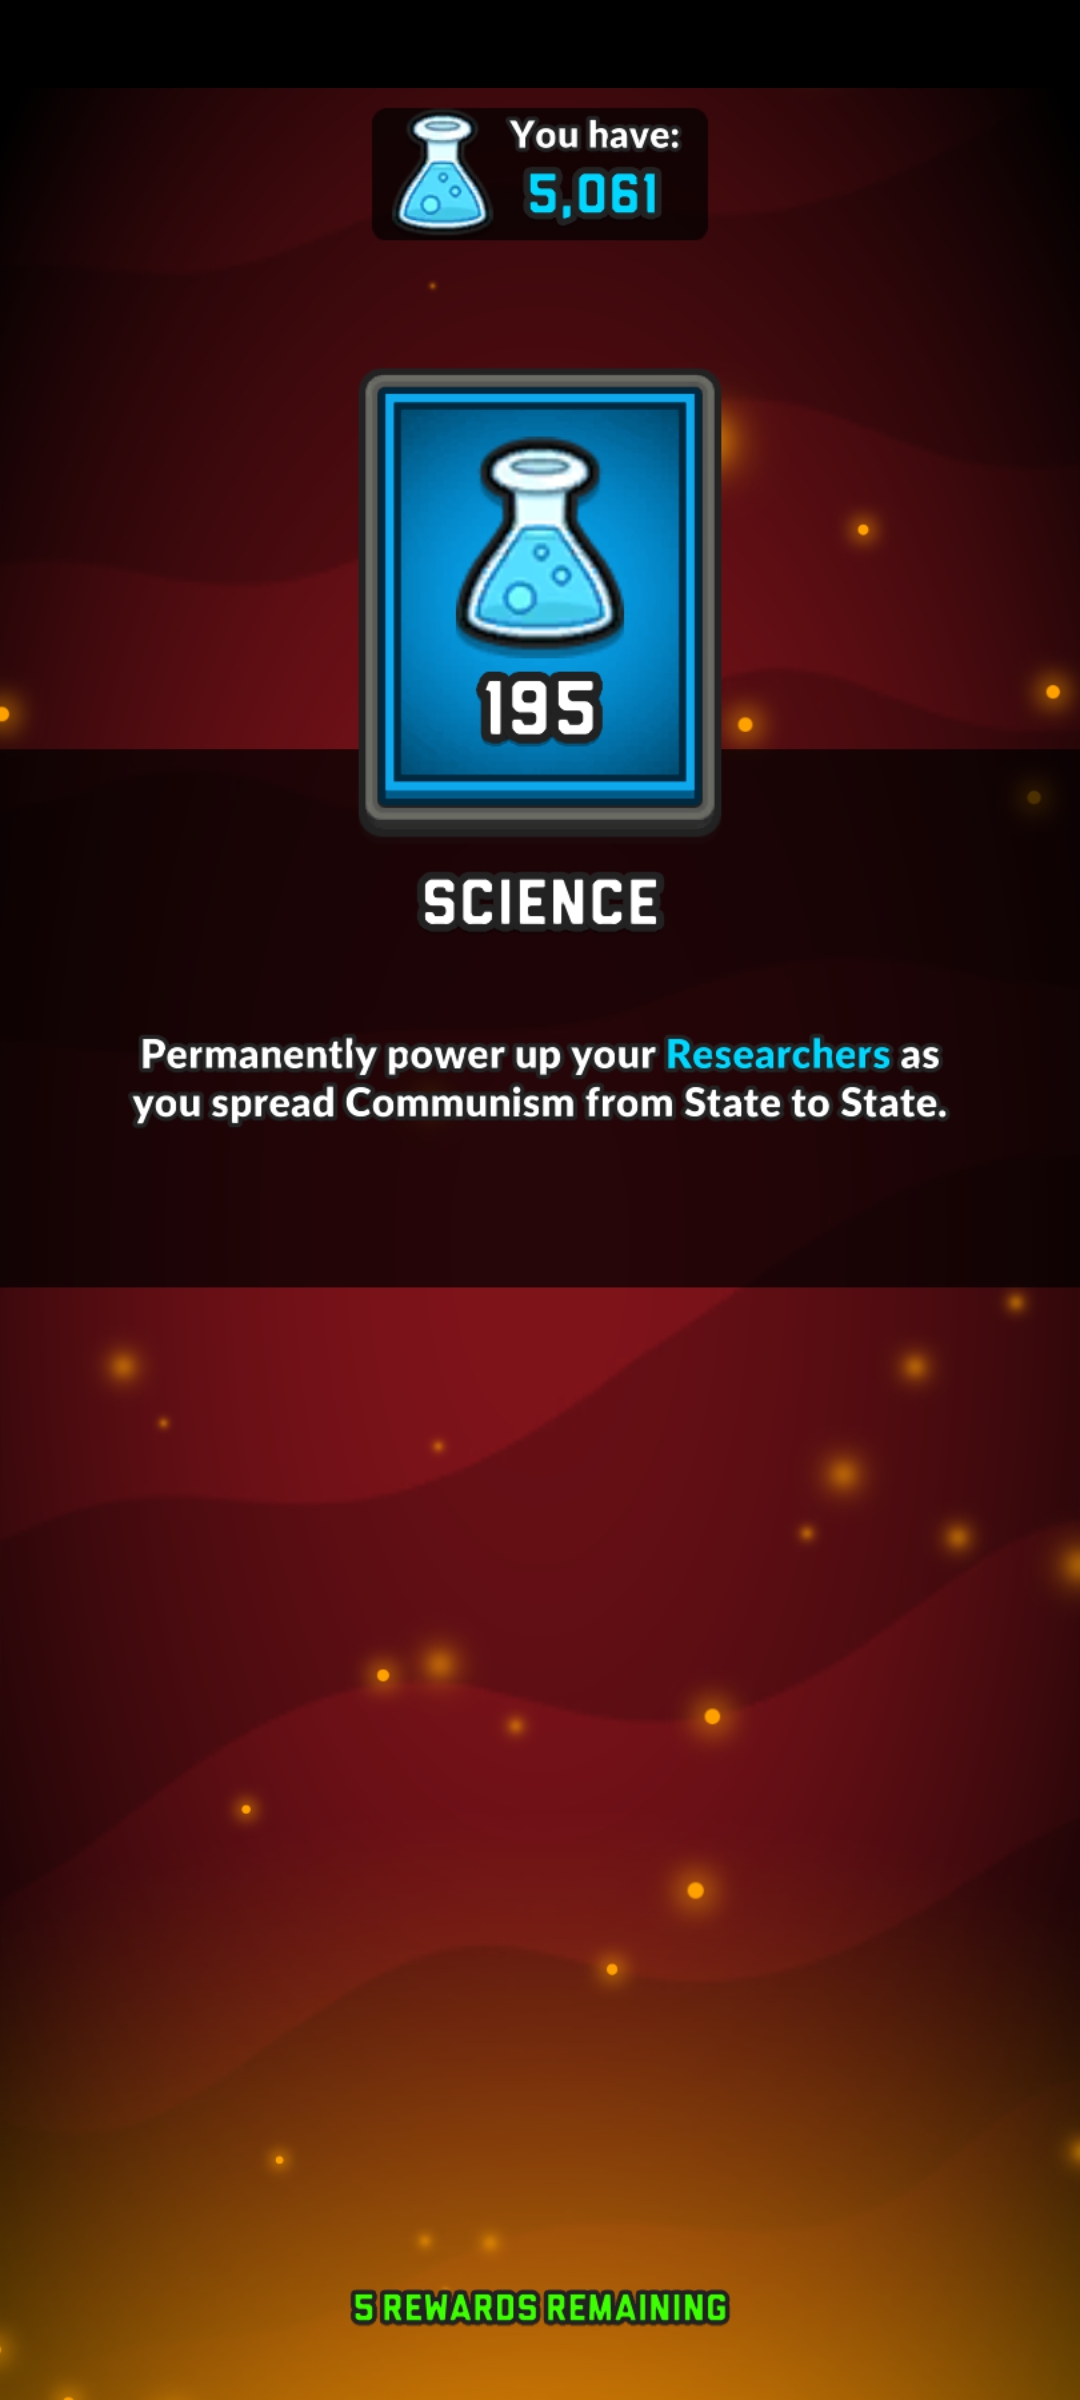 You have:
5,061
195
SCIENCE
Permanently power up your Researchers as
you spread Communism from State to State.
5 REWARDS REMAINING